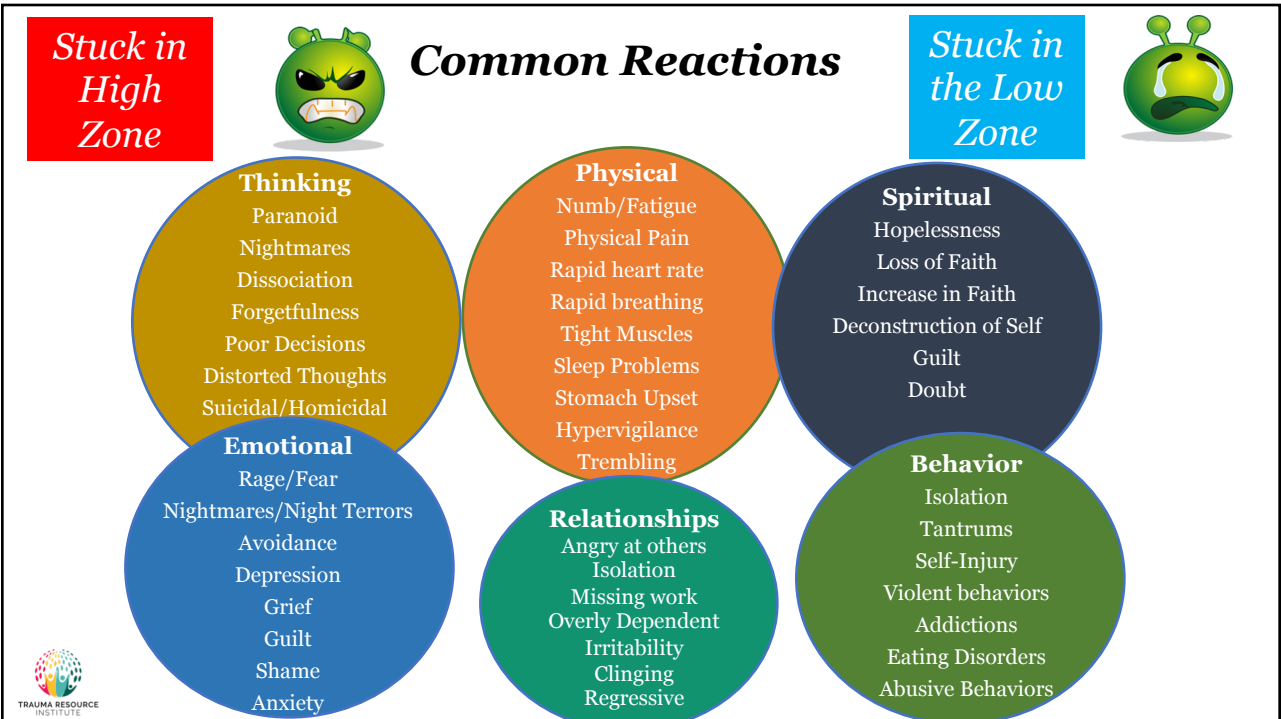 Stuck in
High
Zone
Common Reactions
Stuck in
the Low
Zone
Thinking
Paranoid
Nightmares
Dissociation
Forgetfulness
Poor Decisions
Distorted Thoughts
Suicidal/Homicidal
Physical
Numb/Fatigue
Physical Pain
Rapid heart rate
Rapid breathing
Tight Muscles
Sleep Problems
Stomach Upset
Hypervigilance
Trembling
Spiritual
Hopelessness
Loss of Faith
Increase in Faith
Deconstruction of Self
Guilt
Doubt
Emotional
Rage/Fear
Nightmares/Night Terrors
Avoidance
Depression
Grief
Guilt
Shame
Anxiety
Relationships
Angry at others
Isolation
Missing work
Overly Dependent
Irritability
Clinging
Regressive
Behavior
Isolation
Tantrums
Self-Injury
Violent behaviors
Addictions
Eating Disorders
Abusive Behaviors
TRAUMA RESOURCE
INSTITUTE